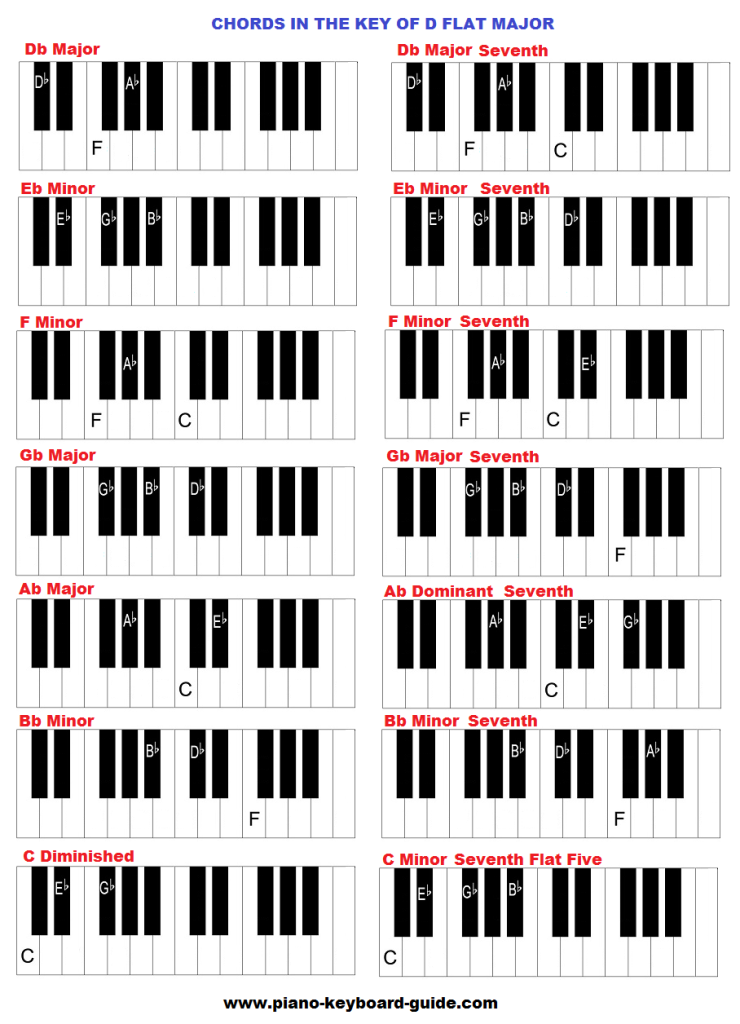 CHORDS IN THE KEY OF D FLAT MAJOR
Db Major
D♭ A♭
F
Db Major Seventh
D♭ A♭
F C
Eb Minor
E♭ G♭ B♭
Eb Minor Seventh
E♭ G♭ B♭ D♭
F Minor
A♭
F C
F Minor Seventh
A♭ E♭
F C
Gb Major
G♭ B♭ D♭
Gb Major Seventh
G♭ B♭ D♭
F
Ab Major
A♭ E♭
C
Ab Dominant Seventh
A♭ E♭ G♭
C
Bb Minor
B♭ D♭
F
Bb Minor Seventh
B♭ D♭ A♭
F
C Diminished
E♭ G♭
C
C Minor Seventh Flat Five
E♭ G♭ B♭
C
www.piano-keyboard-guide.com